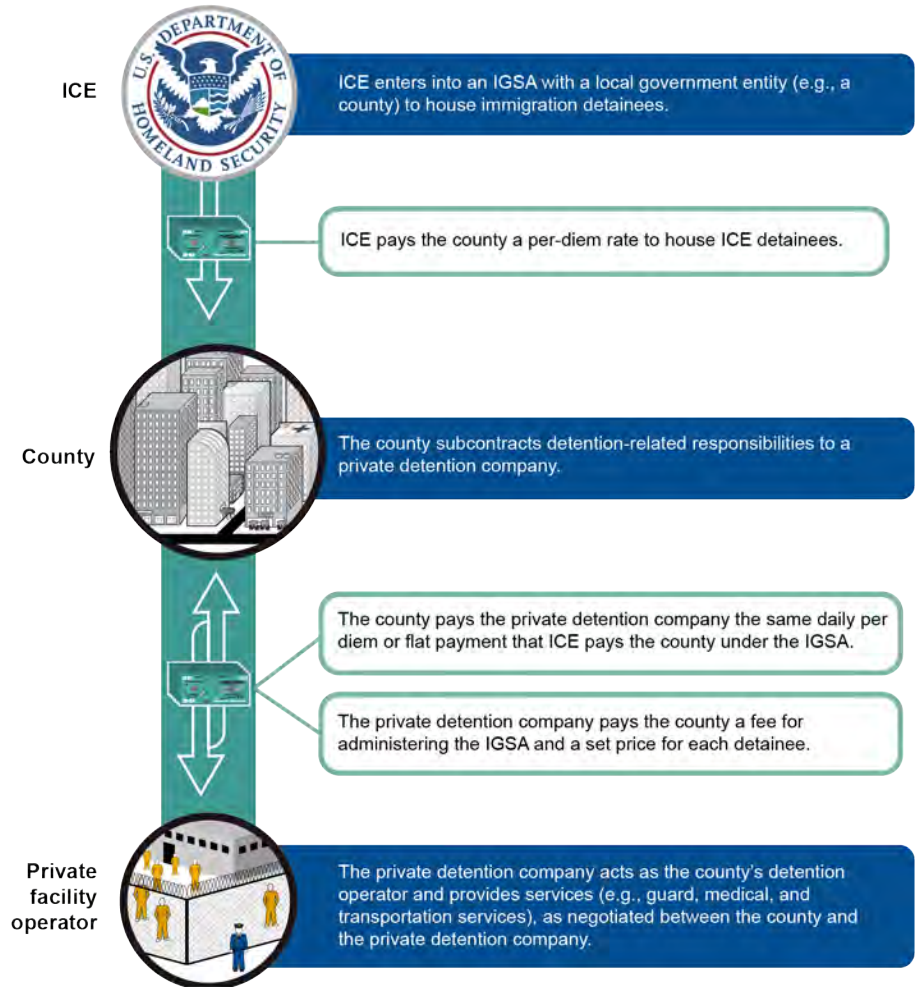 U.S. DEPARTMENT OF
HOMELAND SECURITY
ICE
ICE enters into an IGSA with a local government entity (e.g., a
county) to house immigration detainees.
ICE pays the county a per-diem rate to house ICE detainees.
County
The county subcontracts detention-related responsibilities to a
private detention company.
The county pays the private detention company the same daily per
diem or flat payment that ICE pays the county under the IGSA.
The private detention company pays the county a fee for
administering the IGSA and a set price for each detainee.
Private
facility
operator
The private detention company acts as the county's detention
operator and provides services (e.g., guard, medical, and
transportation services), as negotiated between the county and
the private detention company.